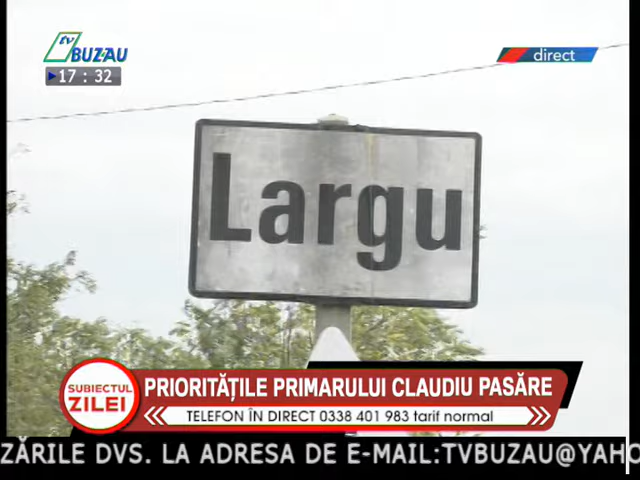 tv
BUZAU
17 : 32
direct
Largu
SUBIECTUL
ZILEI
PRIORITĂȚILE PRIMARULUI CLAUDIU PASĂRE
TELEFON ÎN DIRECT 0338 401 983 tarif normal
ZĂRILE DVS. LA ADRESA DE E-MAIL:TVBUZAU@YAHO